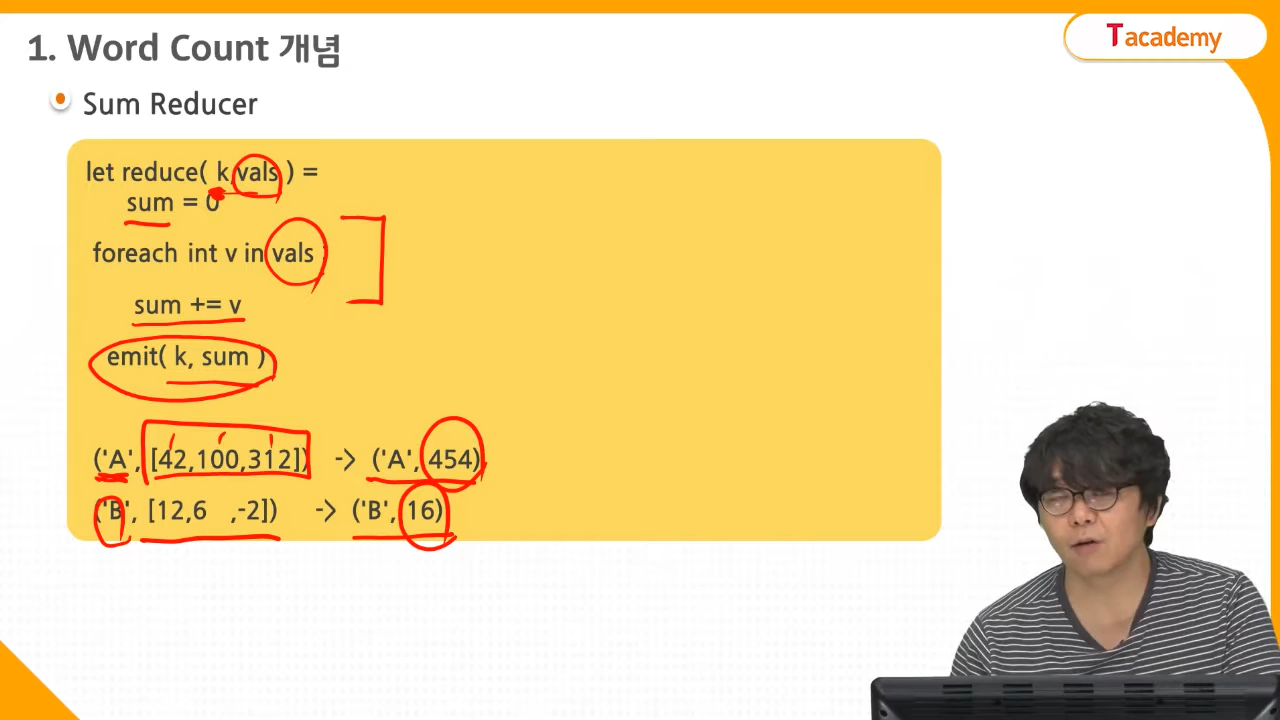 1. Word Count 개념
Tacademy
Sum Reducer
let reduce( k, vals ) =
sum = 0
foreach int v in vals
sum += v
emit( k, sum )
('A', [42,100,312]) -> ('A', 454)
('B', [12,6 ,-2]) -> ('B', 16)